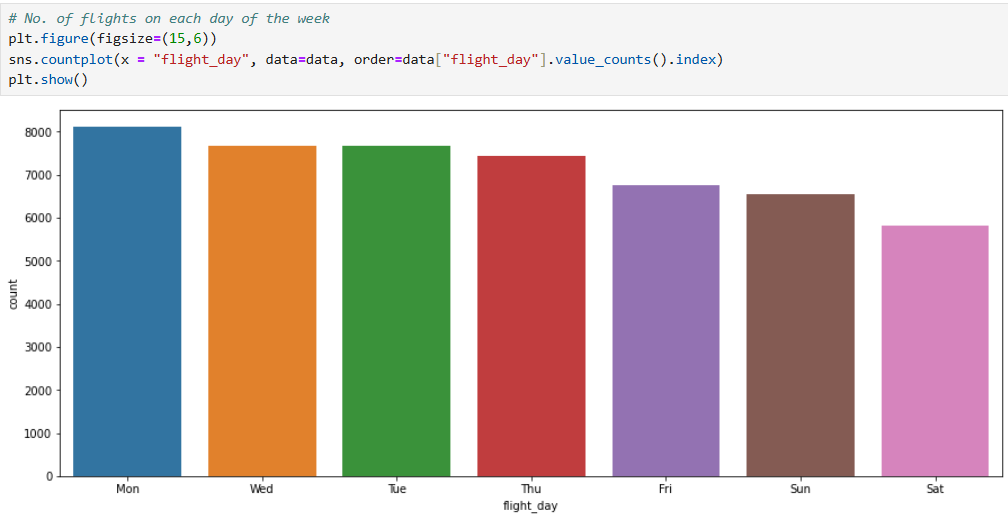 # No. of flights on each day of the week
plt.figure(figsize=(15,6))
sns.countplot(x = "flight_day", data=data, order=data["flight_day"].value_counts().index)
plt.show()
8000
7000
6000
5000
4000
3000
2000
1000
0
count
Mon Wed Tue Thu Fri Sun Sat
flight_day